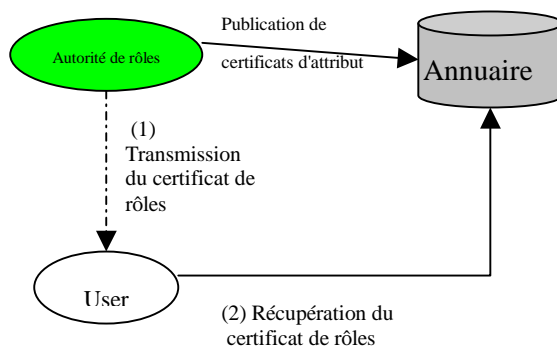 Publication de
certificats d'attribut
Autorité de rôles
Annuaire
(1)
Transmission
du certificat de
rôles
User
(2) Récupération du
certificat de rôles